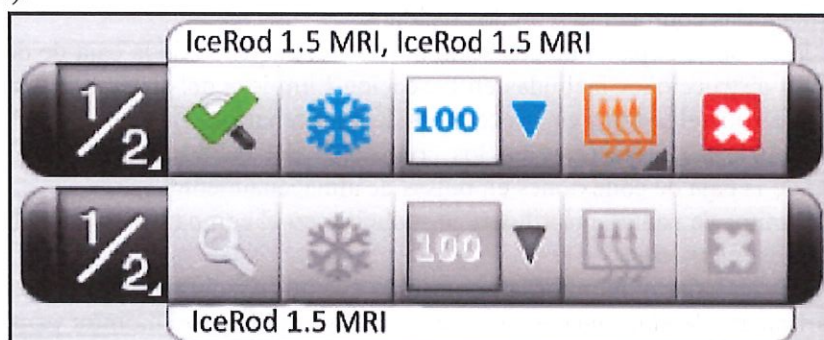 IceRod 1.5 MRI, IceRod 1.5 MRI
1/2 100
1/2 100
IceRod 1.5 MRI